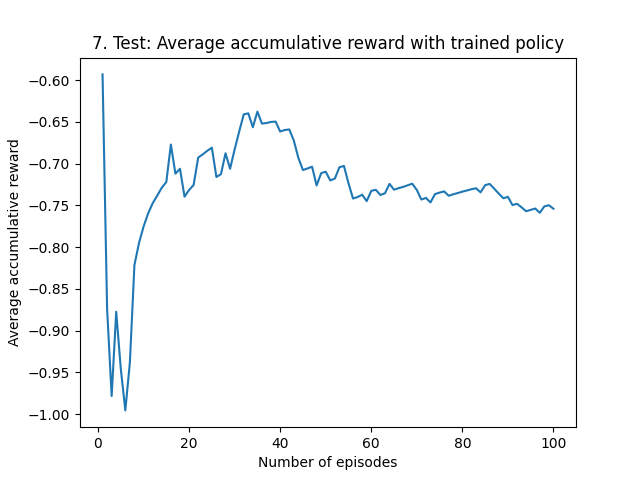 7. Test: Average accumulative reward with trained policy
−0.60
−0.65
−0.70
−0.75
−0.80
−0.85
−0.90
−0.95
−1.00
Average accumulative reward
0 20 40 60 80 100
Number of episodes